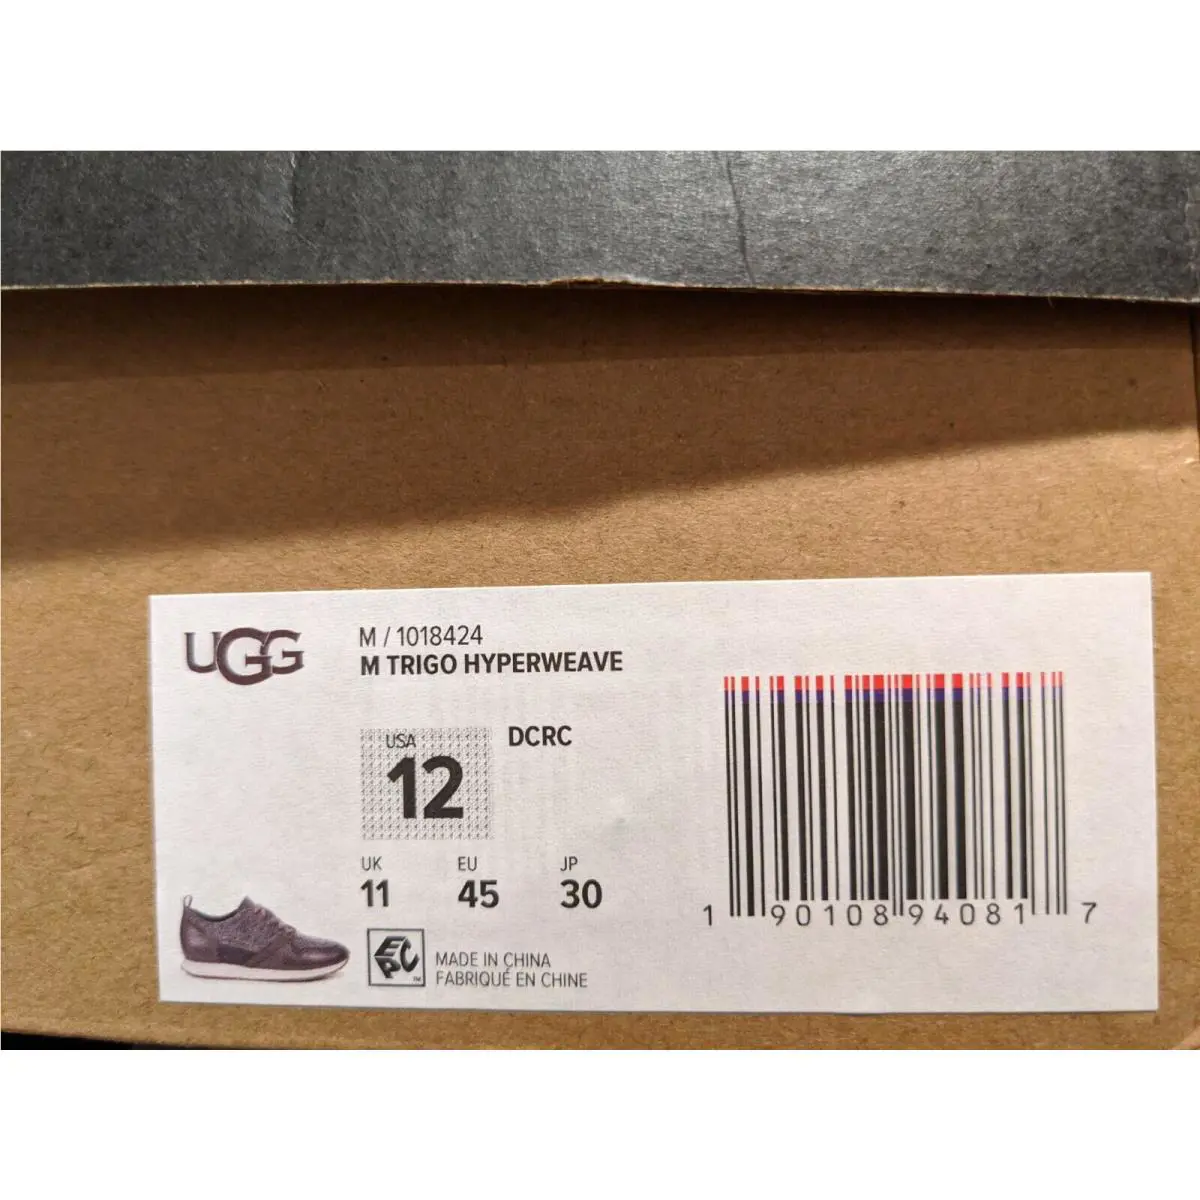 UGG
M / 1018424
M TRIGO HYPERWEAVE
USA
12
DCRC
UK
11
EU
45
JP
30
EPC
TM
MADE IN CHINA
FABRIQUÉ EN CHINE
1 90108 94081 7